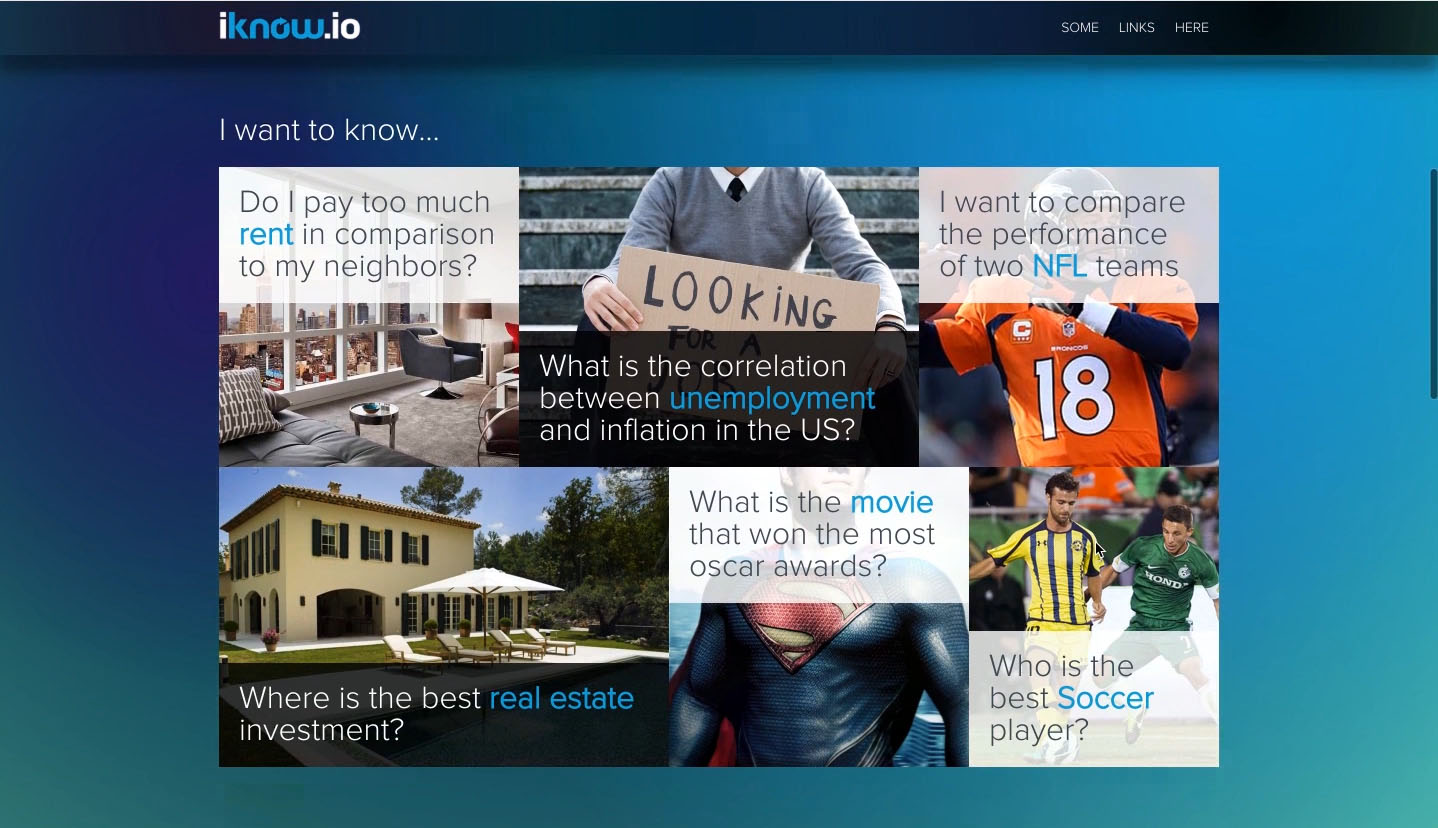 iknow.io
SOME LINKS HERE
I want to know...
Do I pay too much
rent in comparison
to my neighbors?
LOOKING
FOR A
JOB
What is the correlation
between unemployment
and inflation in the US?
I want to compare
the performance
of two NFL teams
C
NFL
BRONCOS
18
Where is the best real estate
investment?
What is the movie
that won the most
oscar awards?
HONDA
7
Who is the
best Soccer
player?